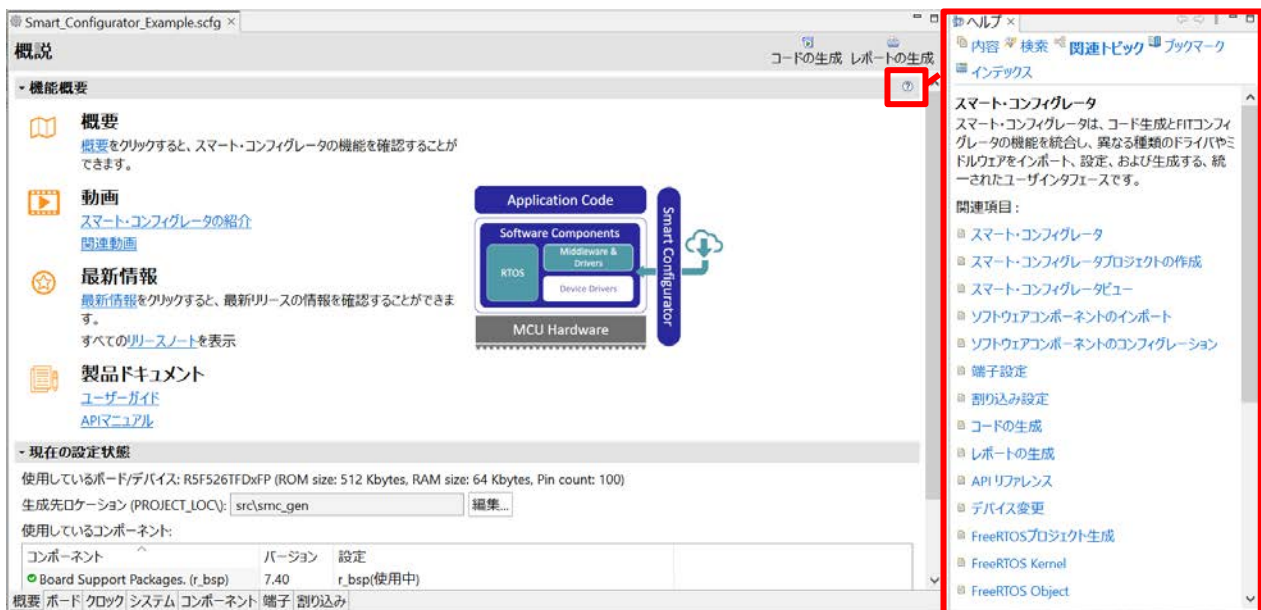 Smart_Configurator_Example.scfg
概説
コードの生成 レポートの生成
機能概要
概要
概要をクリックすると、スマート・コンフィグレータの機能を確認することが
できます。
動画
スマート・コンフィグレータの紹介
関連動画
最新情報
最新情報をクリックすると、最新リリースの情報を確認することができま
す。
すべてのリリースノートを表示
製品ドキュメント
ユーザーガイド
APIマニュアル
Application Code
Software Components
RTOS
Middleware &
Drivers
Device Drivers
MCU Hardware
Smart Configurator
現在の設定状態
使用しているボード/デバイス: R5F526TFDxFP (ROM size: 512 Kbytes, RAM size: 64 Kbytes, Pin count: 100)
生成先ロケーション (PROJECT_LOC\): src\smc_gen 編集...
使用しているコンポーネント:
コンポーネント バージョン 設定
Board Support Packages. (r_bsp) 7.40 r_bsp(使用中)
概要 ボード クロック システム コンポーネント 端子 割り込み
ヘルプ
内容 検索 関連トピック ブックマーク
インデックス
スマート・コンフィグレータ
スマート・コンフィグレータは、コード生成とFITコンフィ
グレータの機能を統合し、異なる種類のドライバやミ
ドルウェアをインポート、設定、および生成する、統
一されたユーザインタフェースです。
関連項目:
スマート・コンフィグレータ
スマート・コンフィグレータプロジェクトの作成
スマート・コンフィグレータビュー
ソフトウェアコンポーネントのインポート
ソフトウェアコンポーネントのコンフィグレーション
端子設定
割り込み設定
コードの生成
レポートの生成
API リファレンス
デバイス変更
FreeRTOSプロジェクト生成
FreeRTOS Kernel
FreeRTOS Object